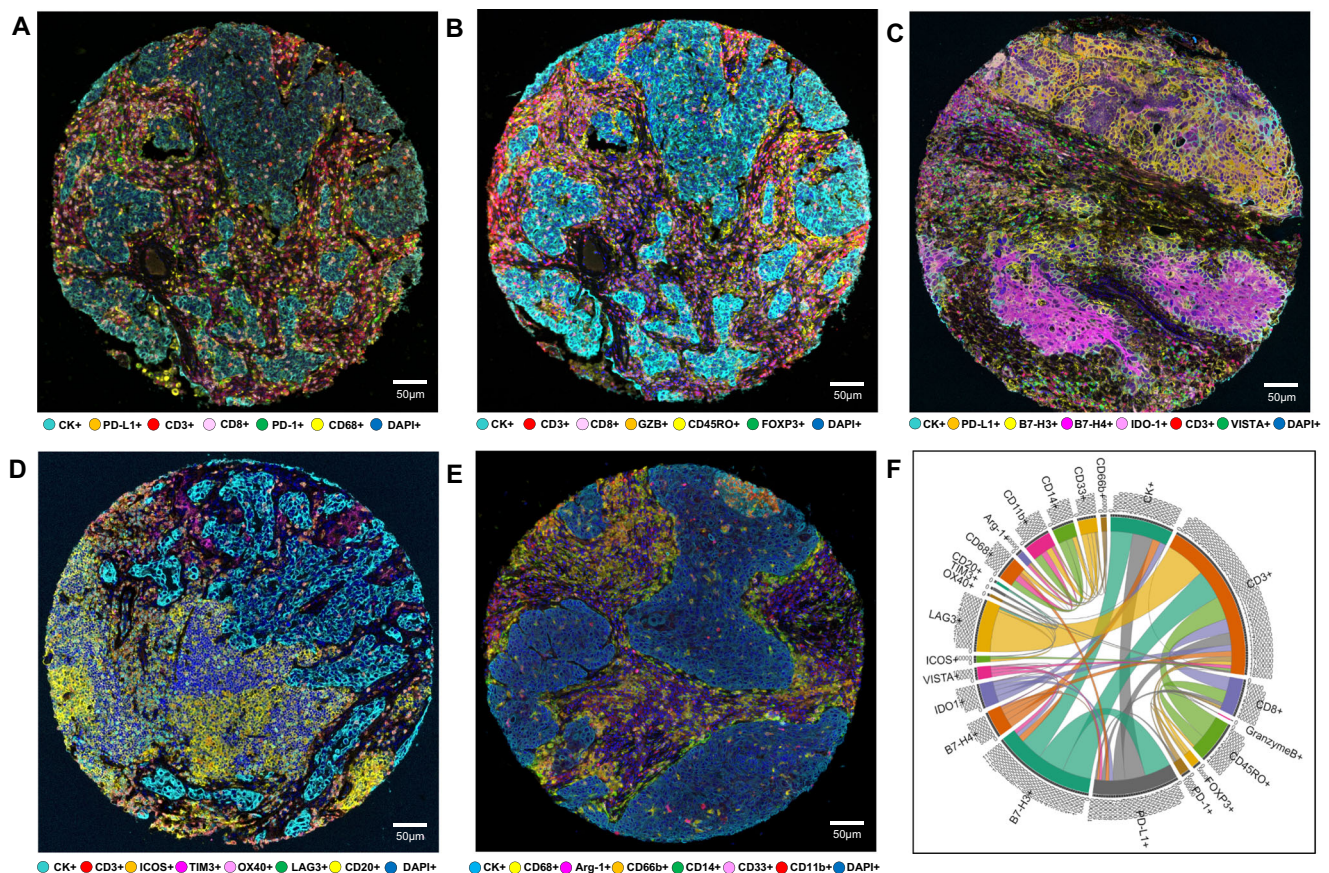 A
B
C
50µm
50µm
50µm
CK+ PD-L1+ CD3+ CD8+ PD-1+ CD68+ DAPI+
CK+ CD3+ CD8+ GZB+ CD45RO+ FOXP3+ DAPI+
CK+ PD-L1+ B7-H3+ B7-H4+ IDO-1+ CD3+ VISTA+ DAPI+
D
E
F
50µm
50µm
CK+ CD3+ ICOS+ TIM3+ OX40+ LAG3+ CD20+ DAPI+
CK+ CD68+ Arg-1+ CD66b+ CD14+ CD33+ CD11b+ DAPI+
CK+
CD3+
CD8+
GranzymeB+
CD45RO+
FOXP3+
PD-1+
PD-L1+
B7-H3+
B7-H4+
IDO1+
VISTA+
ICOS+
LAG3+
OX40+
TIM3+
CD20+
CD68+
Arg-1+
CD11b+
CD14+
CD33+
CD66b+